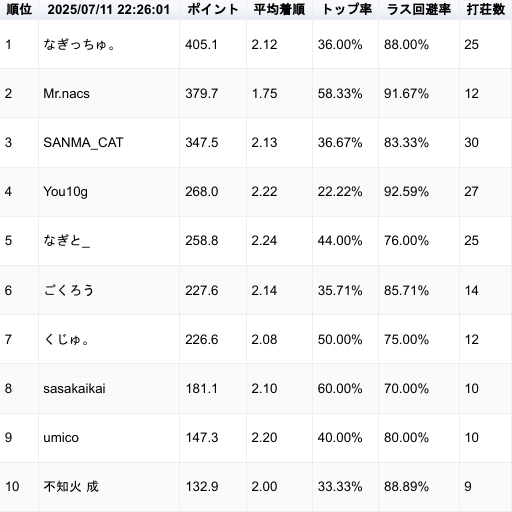 順位 2025/07/11 22:26:01 ポイント 平均着順 トップ率 ラス回避率 打荘数
1 なぎっちゅ。 405.1 2.12 36.00% 88.00% 25
2 Mr.nacs 379.7 1.75 58.33% 91.67% 12
3 SANMA_CAT 347.5 2.13 36.67% 83.33% 30
4 You10g 268.0 2.22 22.22% 92.59% 27
5 なぎと_ 258.8 2.24 44.00% 76.00% 25
6 ごくろう 227.6 2.14 35.71% 85.71% 14
7 くじゅ。 226.6 2.08 50.00% 75.00% 12
8 sasakaikai 181.1 2.10 60.00% 70.00% 10
9 umico 147.3 2.20 40.00% 80.00% 10
10 不知火 成 132.9 2.00 33.33% 88.89% 9